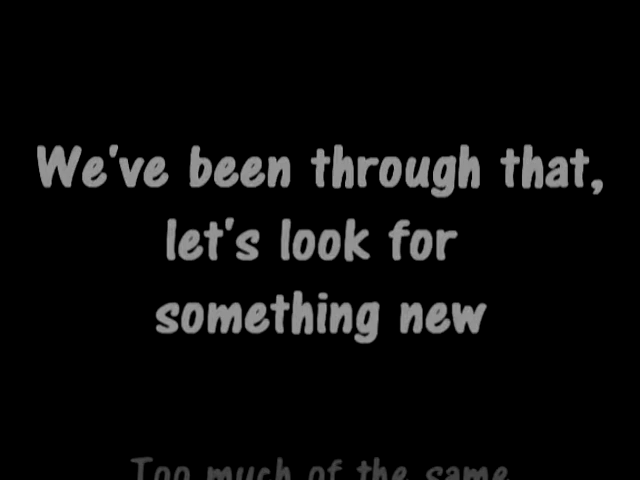 We've been through that,
let's look for
something new
Too much of the same